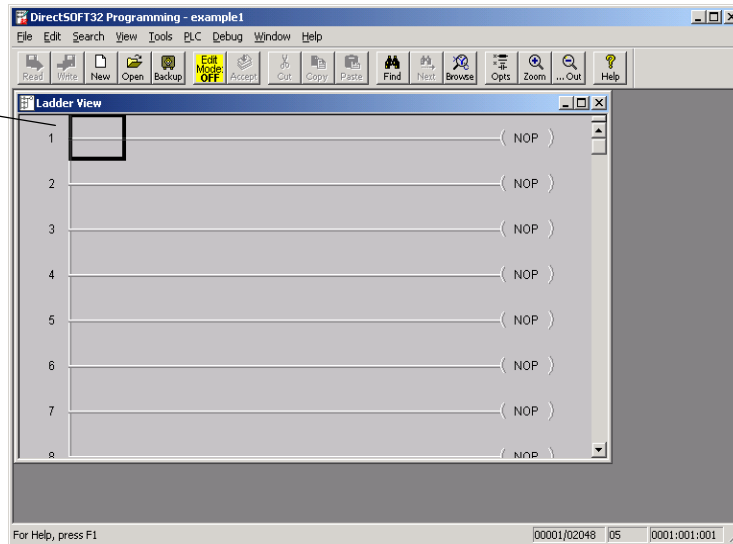 DirectSOFT32 Programming - example1
File Edit Search View Tools PLC Debug Window Help
Read Write New Open Backup Edit Mode: OFF Accept Cut Copy Paste Find Next Browse Opts Zoom ... Out Help
Ladder View
1 ( NOP )
2 ( NOP )
3 ( NOP )
4 ( NOP )
5 ( NOP )
6 ( NOP )
7 ( NOP )
8 ( NOP )
For Help, press F1 00001/02048 05 0001:001:001